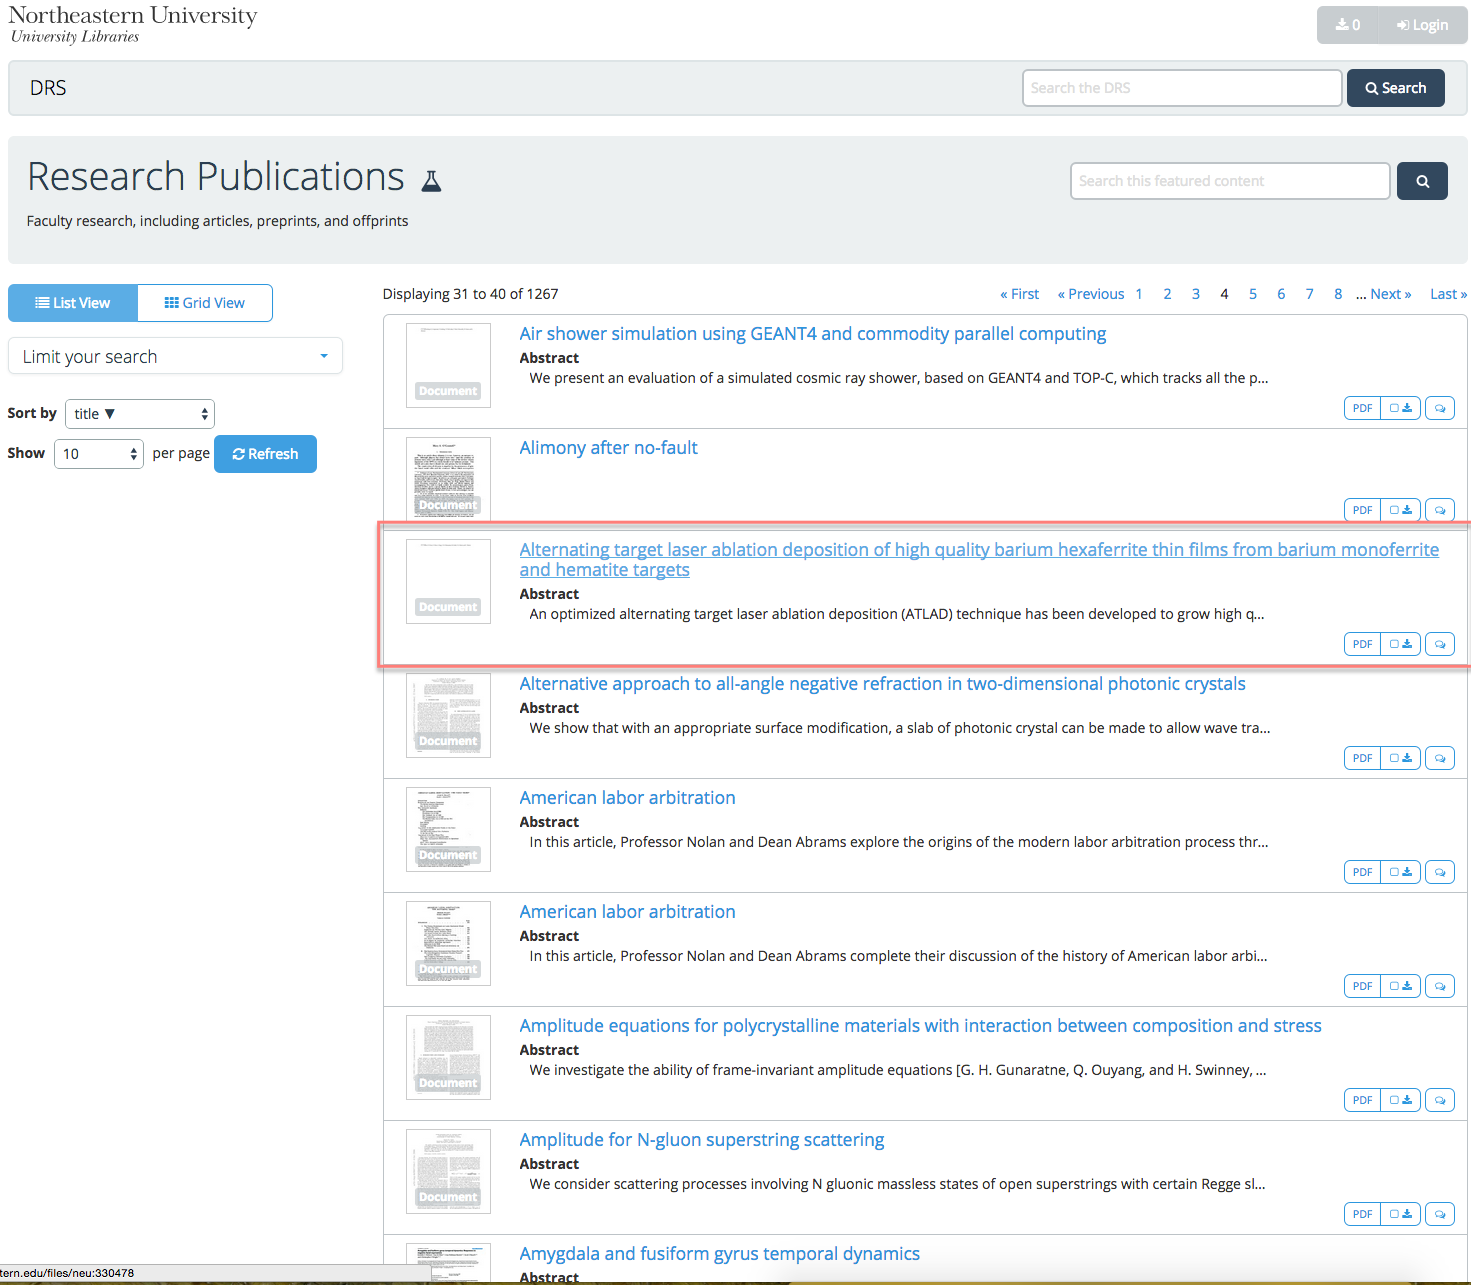 Northeastern University
University Libraries
0 Login
DRS
Search the DRS
Search
Research Publications
Search this featured content
Faculty research, including articles, preprints, and offprints
List View Grid View
Displaying 31 to 40 of 1267
« First « Previous 1 2 3 4 5 6 7 8 ... Next » Last »
Limit your search
Sort by title ▼
Show 10 per page Refresh
Air shower simulation using GEANT4 and commodity parallel computing
Abstract
We present an evaluation of a simulated cosmic ray shower, based on GEANT4 and TOP-C, which tracks all the p...
Document
PDF
Alimony after no-fault
Document
PDF
Alternating target laser ablation deposition of high quality barium hexaferrite thin films from barium monoferrite
and hematite targets
Abstract
An optimized alternating target laser ablation deposition (ATLAD) technique has been developed to grow high q...
Document
PDF
Alternative approach to all-angle negative refraction in two-dimensional photonic crystals
Abstract
We show that with an appropriate surface modification, a slab of photonic crystal can be made to allow wave tra...
Document
PDF
American labor arbitration
Abstract
In this article, Professor Nolan and Dean Abrams explore the origins of the modern labor arbitration process thr...
Document
PDF
American labor arbitration
Abstract
In this article, Professor Nolan and Dean Abrams complete their discussion of the history of American labor arbi...
Document
PDF
Amplitude equations for polycrystalline materials with interaction between composition and stress
Abstract
We investigate the ability of frame-invariant amplitude equations [G. H. Gunaratne, Q. Ouyang, and H. Swinney, ...
Document
PDF
Amplitude for N-gluon superstring scattering
Abstract
We consider scattering processes involving N gluonic massless states of open superstrings with certain Regge sl...
Document
PDF
Amygdala and fusiform gyrus temporal dynamics
Abstract
tern.edu/files/neu:330478